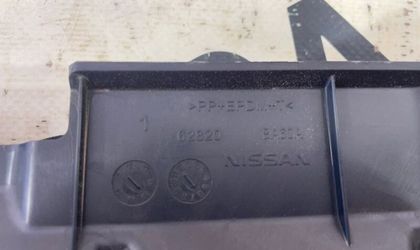 >PP+EPDM-T<
1
62820
NISSAN